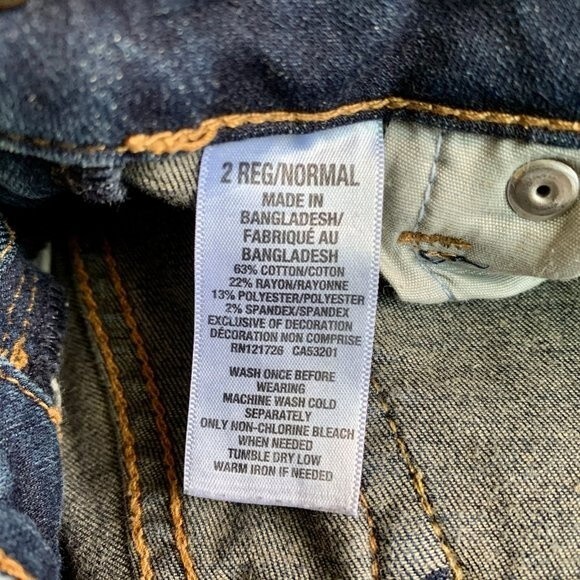 2 REG/NORMAL
MADE IN
BANGLADESH/
FABRIQUÉ AU
BANGLADESH
63% COTTON/COTON
22% RAYON/RAYONNE
13% POLYESTER/POLYESTER
2% SPANDEX/SPANDEX
EXCLUSIVE OF DECORATION
DÉCORATION NON COMPRISE
RN121726 CA53201
WASH ONCE BEFORE
WEARING
MACHINE WASH COLD
SEPARATELY
ONLY NON-CHLORINE BLEACH
WHEN NEEDED
TUMBLE DRY LOW
WARM IRON IF NEEDED